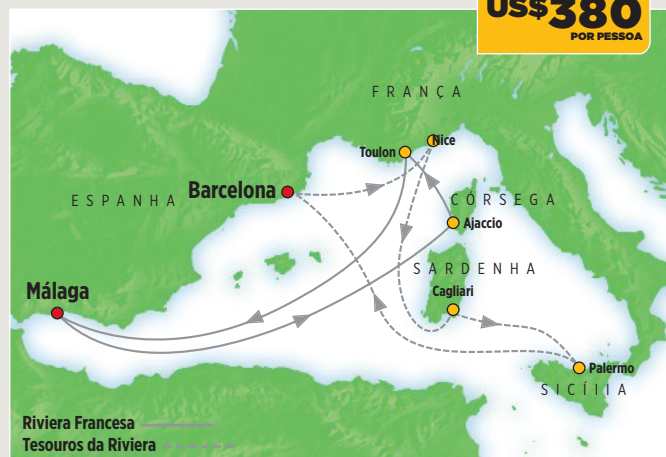 US$380
POR PESSOA
FRANÇA
Nice
Toulon
ESPANHA
Barcelona
CÓRSEGA
Ajaccio
SARDENHA
Cagliari
Málaga
Palermo
SICÍIIA
Riviera Francesa
Tesouros da Riviera